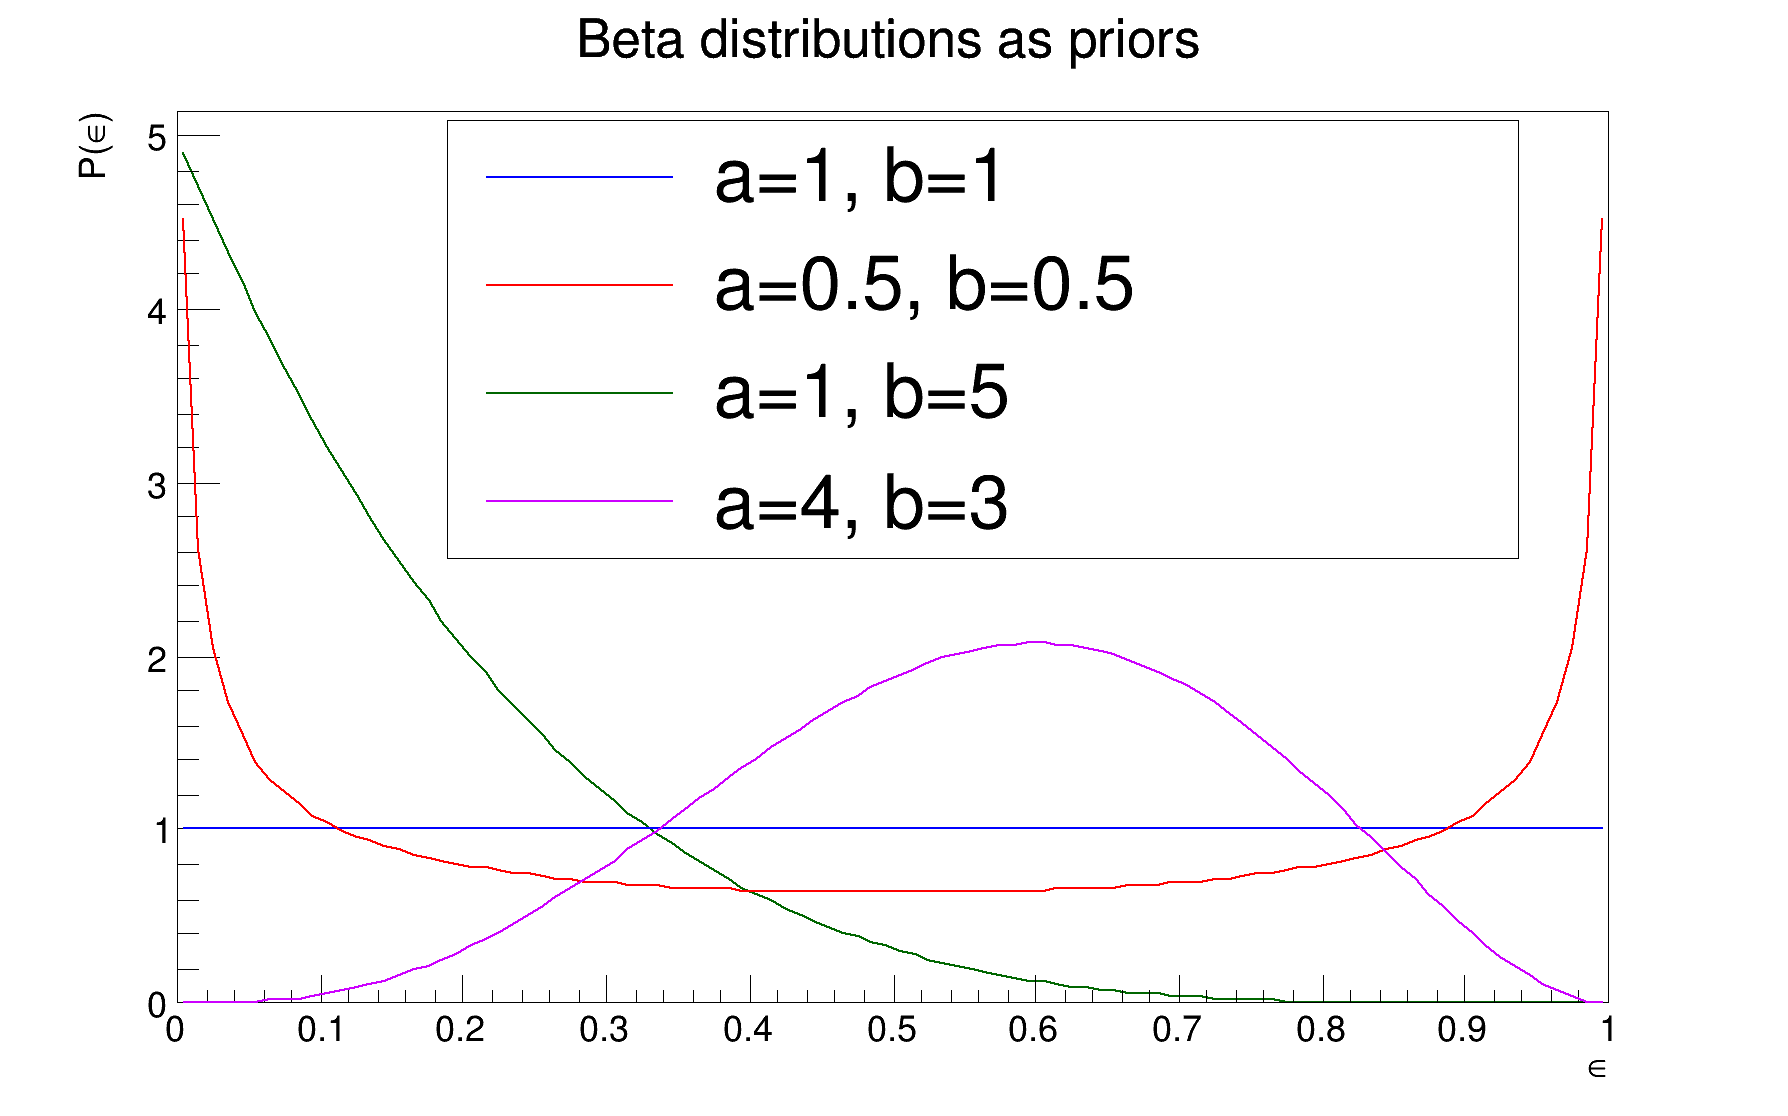 Beta distributions as priors
P(∈)
5
4
3
2
1
0
a=1, b=1
a=0.5, b=0.5
a=1, b=5
a=4, b=3
0 0.1 0.2 0.3 0.4 0.5 0.6 0.7 0.8 0.9 1
∈